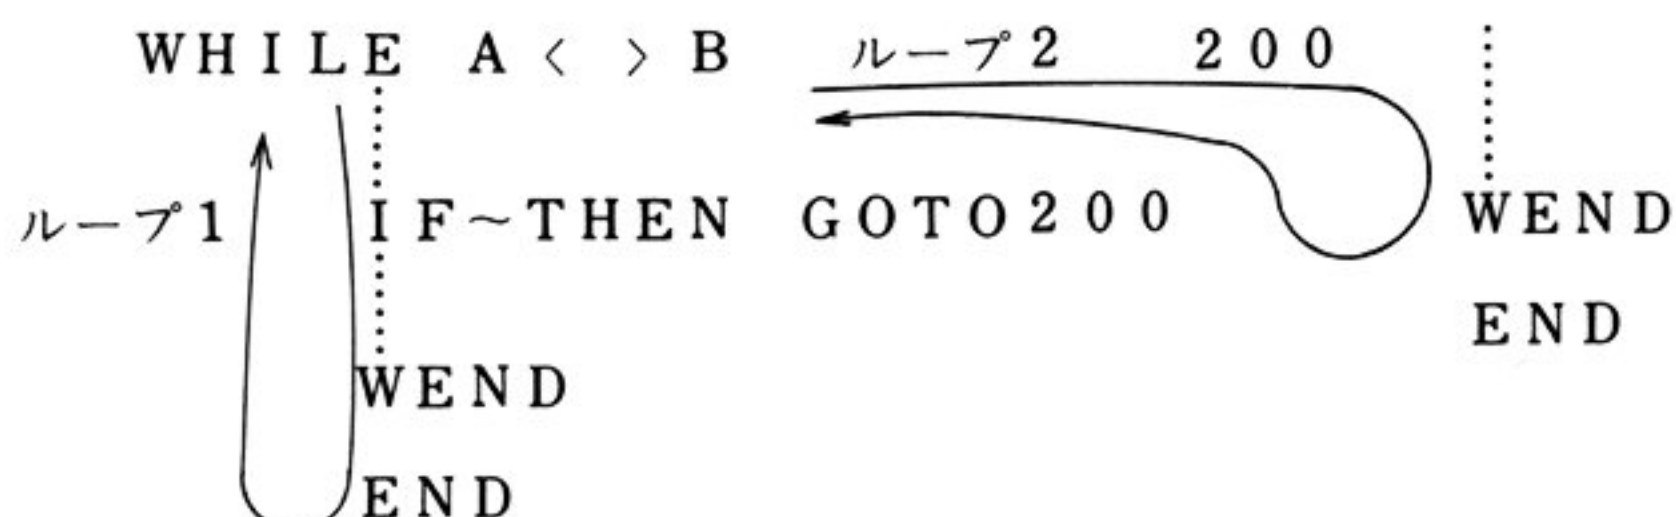 WHILE A < > B ループ2 200
ループ1 IF~THEN GOTO200 WEND
END
WEND
END